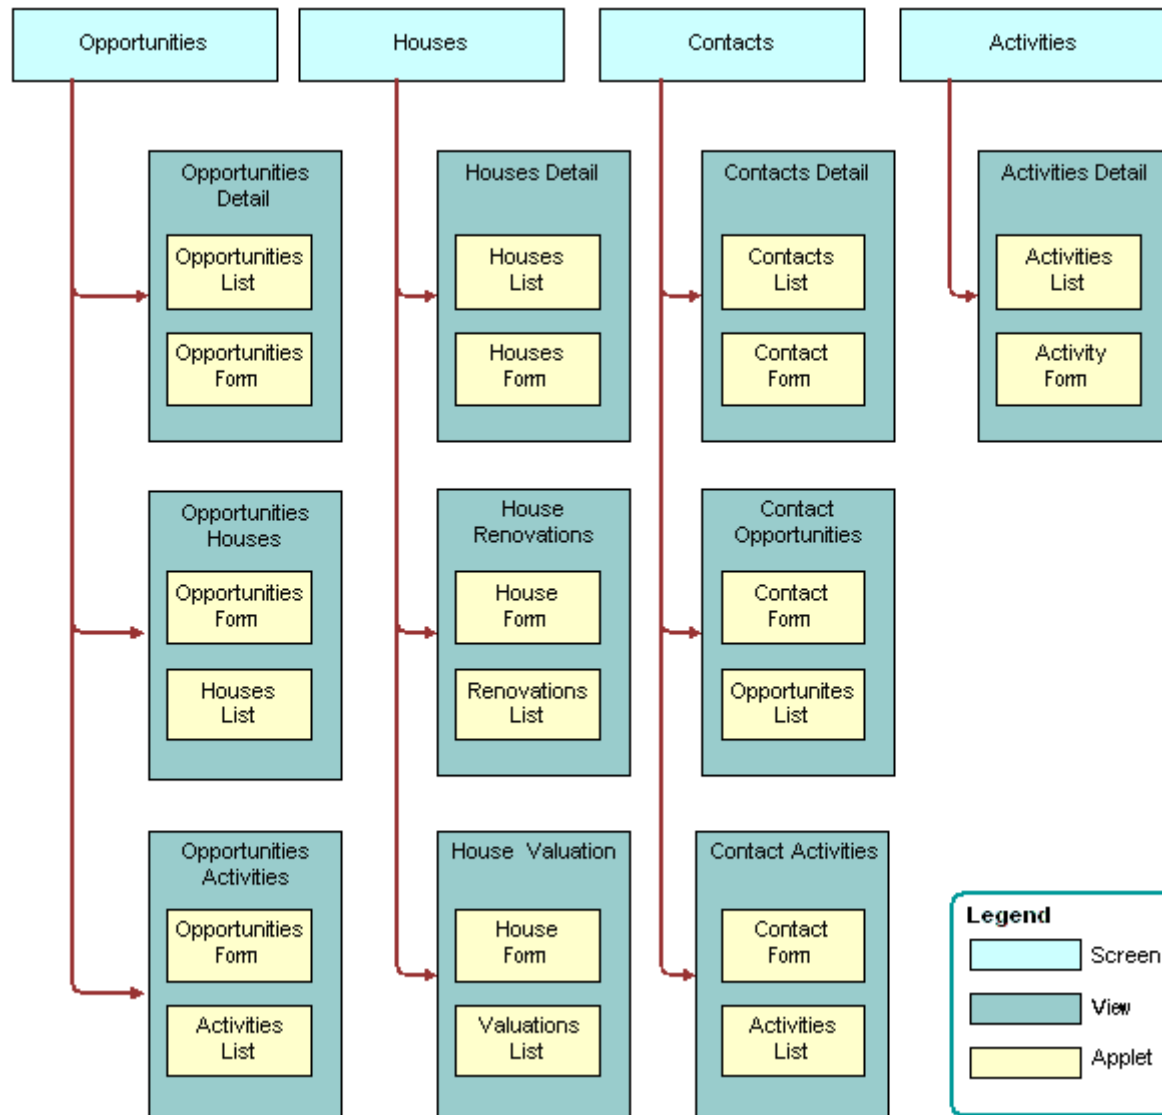 Opportunities
Houses
Contacts
Activities
Opportunities
Detail
Opportunities
List
Opportunities
Form
Houses Detail
Houses
List
Houses
Form
Contacts Detail
Contacts
List
Contact
Form
Activities Detail
Activities
List
Activity
Form
Opportunities
Houses
Opportunities
Form
Houses
List
House
Renovations
House
Form
Renovations
List
Contact
Opportunities
Contact
Form
Opportunites
List
Opportunities
Activities
Opportunities
Form
Activities
List
House Valuation
House
Form
Valuations
List
Contact Activities
Contact
Form
Activities
List
Legend
Screen
View
Applet